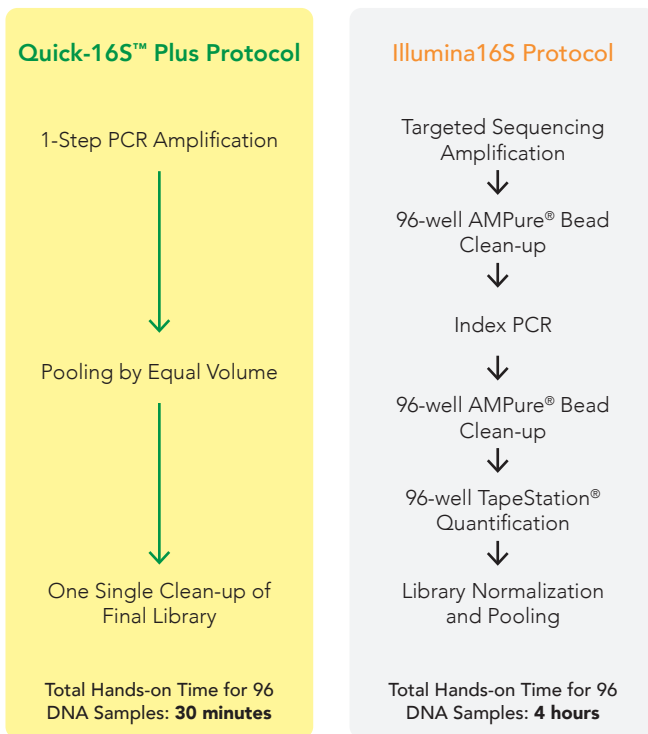 Quick-16S™ Plus Protocol
1-Step PCR Amplification
Pooling by Equal Volume
One Single Clean-up of
Final Library
Total Hands-on Time for 96
DNA Samples: 30 minutes
Illumina16S Protocol
Targeted Sequencing
Amplification
96-well AMPure® Bead
Clean-up
Index PCR
96-well AMPure® Bead
Clean-up
96-well TapeStation®
Quantification
Library Normalization
and Pooling
Total Hands-on Time for 96
DNA Samples: 4 hours